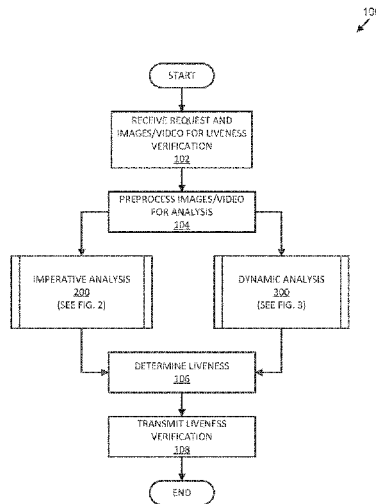 100
START
RECEIVE REQUEST AND
IMAGES/VIDEO FOR LIVENESS
VERIFICATION
102
PREPROCESS IMAGES/VIDEO
FOR ANALYSIS
104
IMPERATIVE ANALYSIS
200
(SEE FIG. 2)
DYNAMIC ANALYSIS
300
(SEE FIG. 3)
DETERMINE LIVENESS
106
TRANSMIT LIVENESS
VERIFICATION
108
END